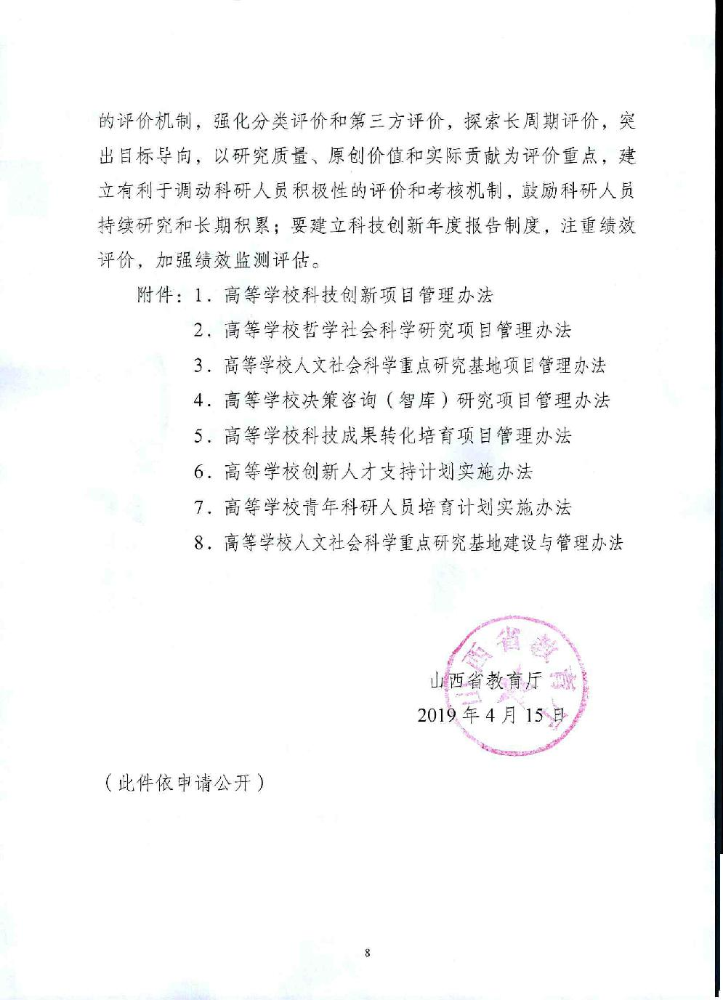 的评价机制，强化分类评价和第三方评价，探索长周期评价，突
出目标导向，以研究质量、原创价值和实际贡献为评价重点，建
立有利于调动科研人员积极性的评价和考核机制，鼓励科研人员
持续研究和长期积累；要建立科技创新年度报告制度，注重绩效
评价，加强绩效监测评估。
附件：1．高等学校科技创新项目管理办法
2．高等学校哲学社会科学研究项目管理办法
3．高等学校人文社会科学重点研究基地项目管理办法
4．高等学校决策咨询（智库）研究项目管理办法
5．高等学校科技成果转化培育项目管理办法
6．高等学校创新人才支持计划实施办法
7．高等学校青年科研人员培育计划实施办法
8．高等学校人文社会科学重点研究基地建设与管理办法
山西省教育厅
山西省教育厅
2019 年 4 月 15 日
（此件依申请公开）
8